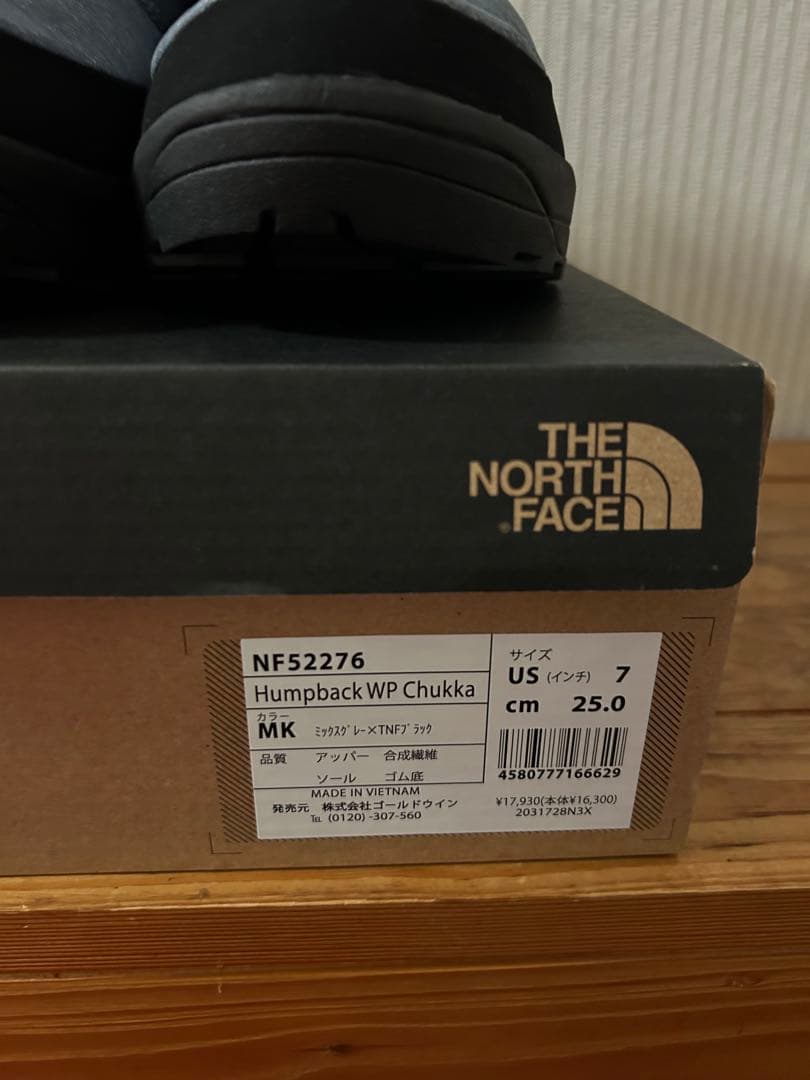 THE
NORTH
FACE
NF52276
Humpback WP Chukka
カラー
MK ミックスグレー×TNFブラック
品質 アッパー 合成繊維
ソール ゴム底
MADE IN VIETNAM
発売元 株式会社ゴールドウイン
℡ (0120) -307-560
サイズ
US (インチ) 7
cm 25.0
4580777166629
¥17,930(本体¥16,300)
2031728N3X